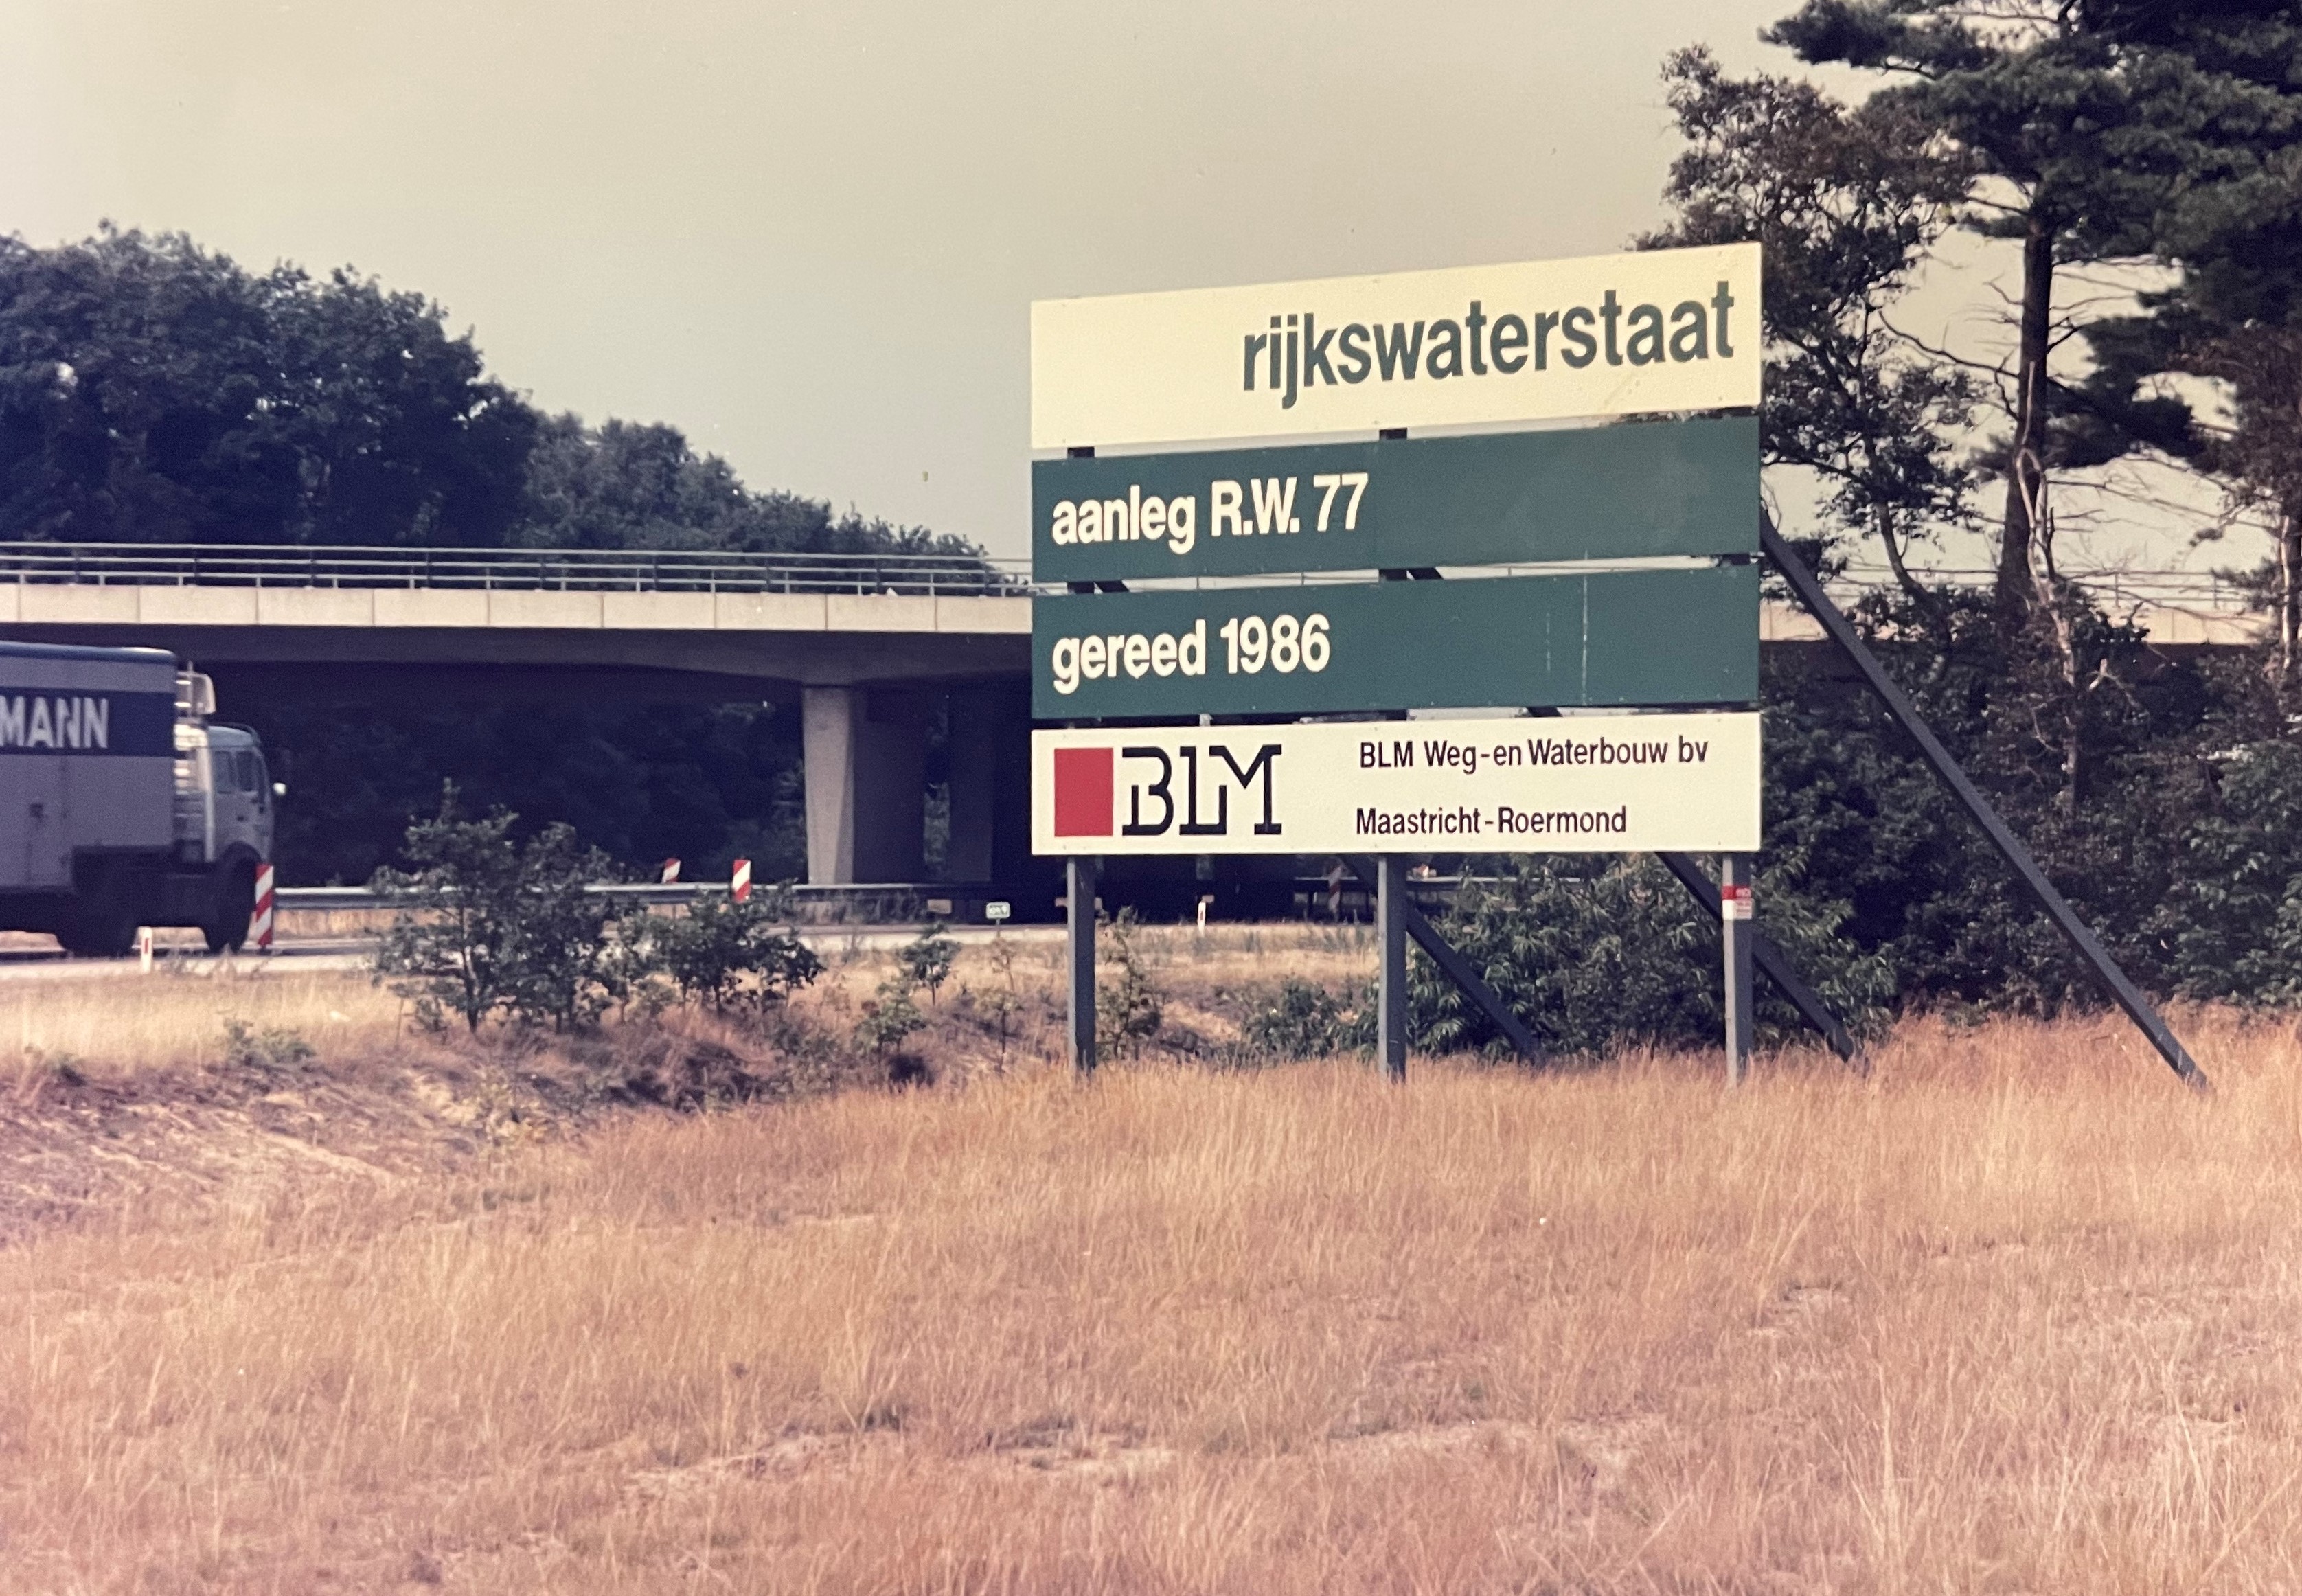 rijkswaterstaat
aanleg R.W. 77
gereed 1986
BLM
BLM Weg-en Waterbouw bv
Maastricht-Roermond
MANN